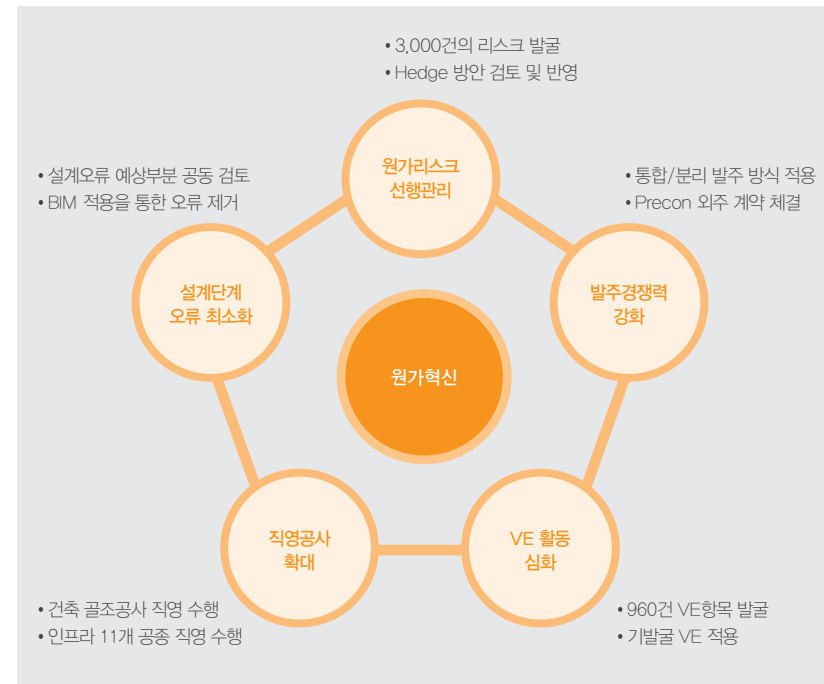 • 3,000건의 리스크 발굴
• Hedge 방안 검토 및 반영
원가리스크
선행관리
• 설계오류 예상부분 공동 검토
• BIM 적용을 통한 오류 제거
• 통합/분리 발주 방식 적용
• Precon 외주 계약 체결
설계단계
오류 최소화
발주경쟁력
강화
원가혁신
직영공사
확대
VE 활동
심화
• 건축 골조공사 직영 수행
• 인프라 11개 공종 직영 수행
• 960건 VE항목 발굴
• 기발굴 VE 적용